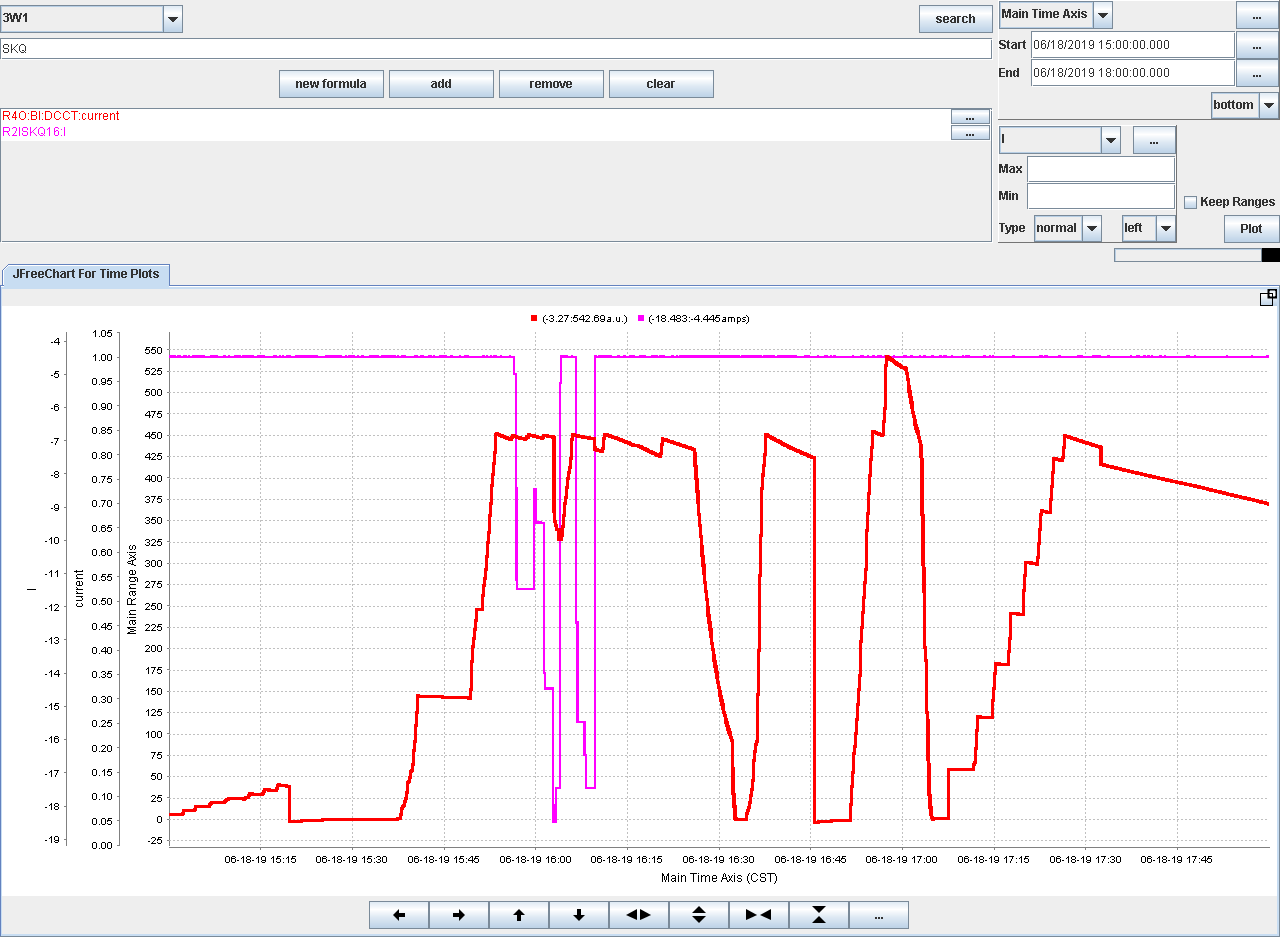 3W1
search
SKQ
new formula add remove clear
R4O:BI:DCCT:current ...
R2ISKQ16:I ...
Main Time Axis ...
Start 06/18/2019 15:00:00.000 ...
End 06/18/2019 18:00:00.000 ...
bottom
I ...
Max
Min
Keep Ranges
Type normal left Plot
JFreeChart For Time Plots
(-3.27:542.69a.u.) (-18.483:-4.445amps)
I
-4
-5
-6
-7
-8
-9
-10
-11
-12
-13
-14
-15
-16
-17
-18
-19
current
1.05
1.00
0.95
0.90
0.85
0.80
0.75
0.70
0.65
0.60
0.55
0.50
0.45
0.40
0.35
0.30
0.25
0.20
0.15
0.10
0.05
0.00
Main Range Axis
550
525
500
475
450
425
400
375
350
325
300
275
250
225
200
175
150
125
100
75
50
25
0
-25
06-18-19 15:15 06-18-19 15:30 06-18-19 15:45 06-18-19 16:00 06-18-19 16:15 06-18-19 16:30 06-18-19 16:45 06-18-19 17:00 06-18-19 17:15 06-18-19 17:30 06-18-19 17:45
Main Time Axis (CST)
...